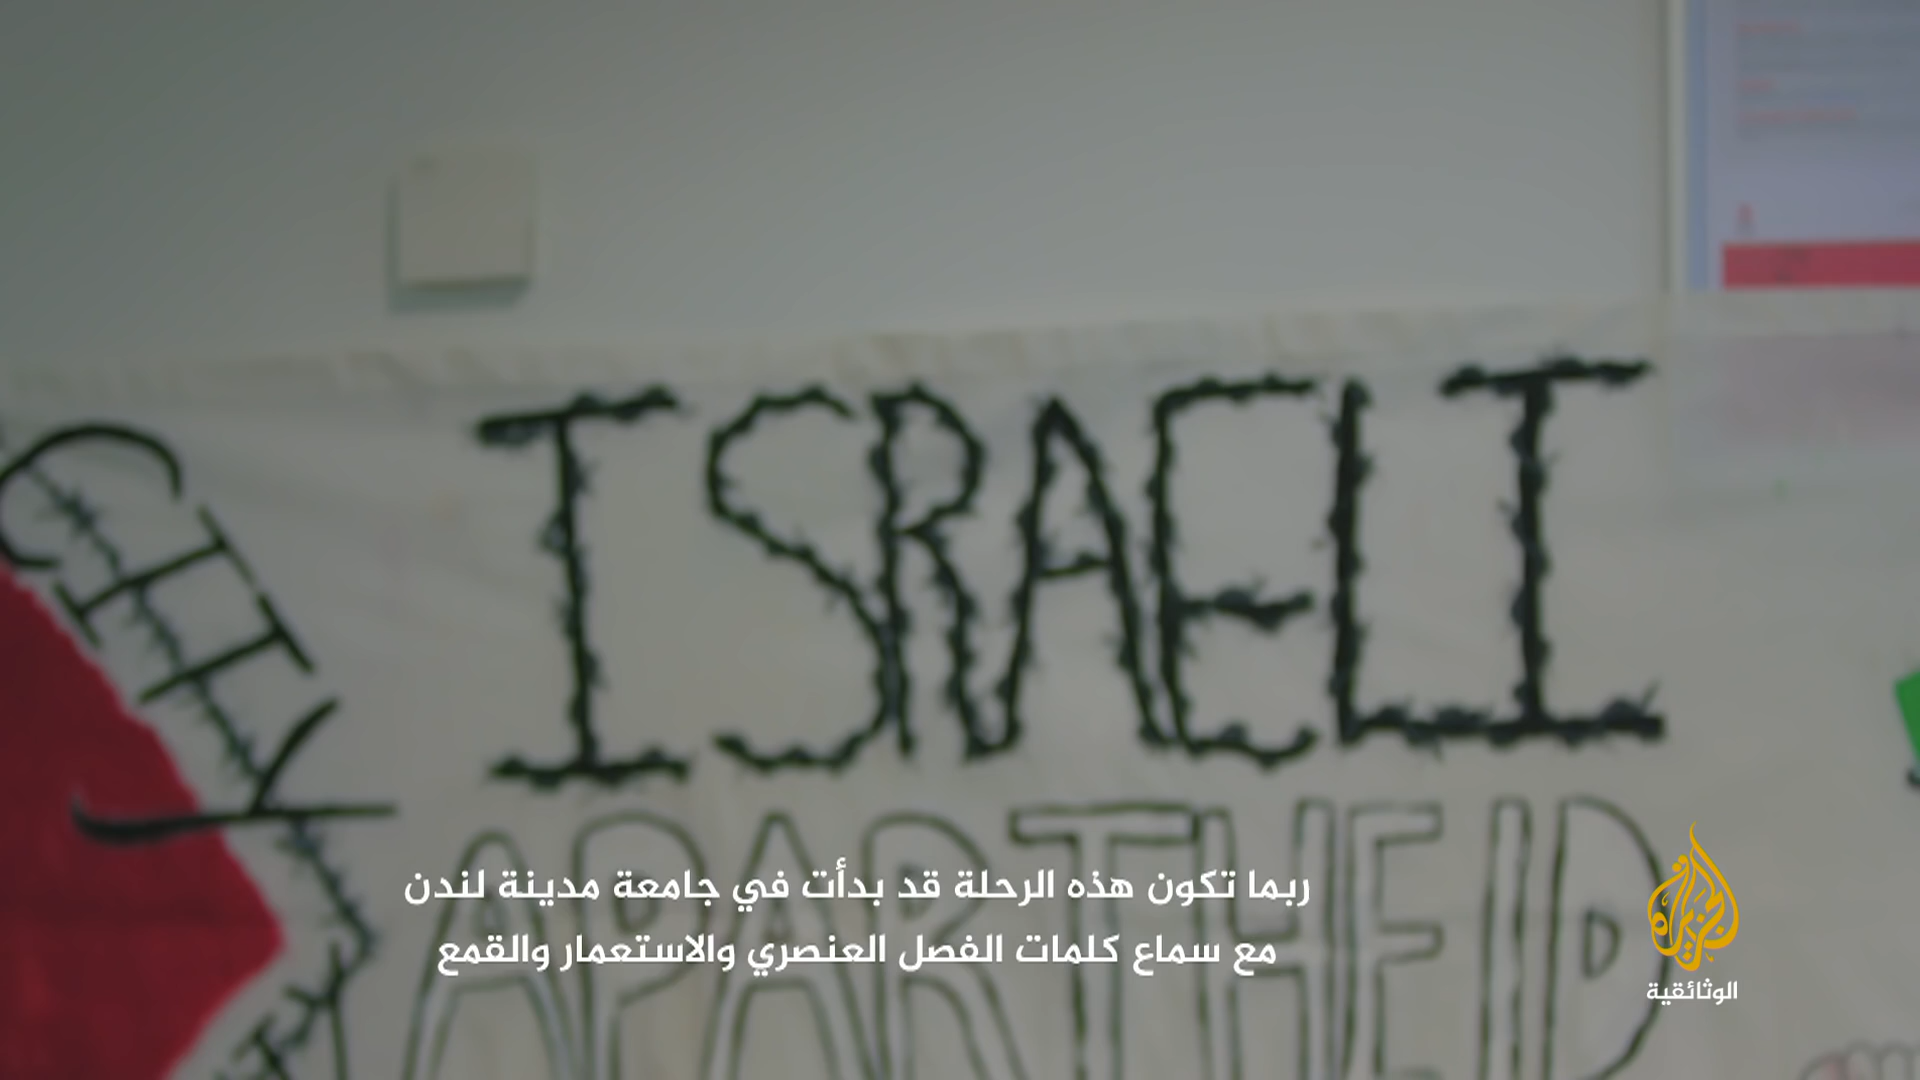 ISRAELI
APARTHEID
ربما تكون هذه الرحلة قد بدأت في جامعة مدينة لندن
مع سماع كلمات الفصل العنصري والاستعمار والقمع
الجزيرة
الوثائقية